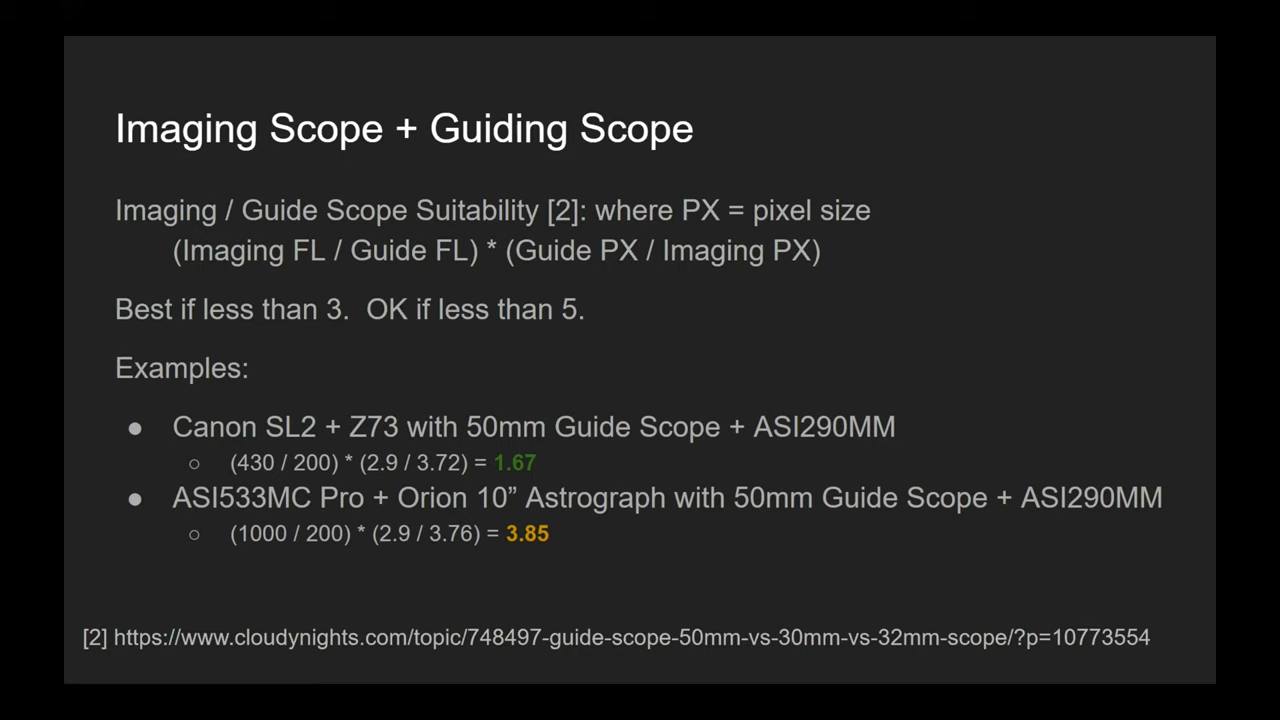 Imaging Scope + Guiding Scope
Imaging / Guide Scope Suitability [2]: where PX = pixel size
(Imaging FL / Guide FL) * (Guide PX / Imaging PX)
Best if less than 3.  OK if less than 5.
Examples:
● Canon SL2 + Z73 with 50mm Guide Scope + ASI290MM
○ (430 / 200) * (2.9 / 3.72) = 1.67
● ASI533MC Pro + Orion 10” Astrograph with 50mm Guide Scope + ASI290MM
○ (1000 / 200) * (2.9 / 3.76) = 3.85
[2] https://www.cloudynights.com/topic/748497-guide-scope-50mm-vs-30mm-vs-32mm-scope/?p=10773554